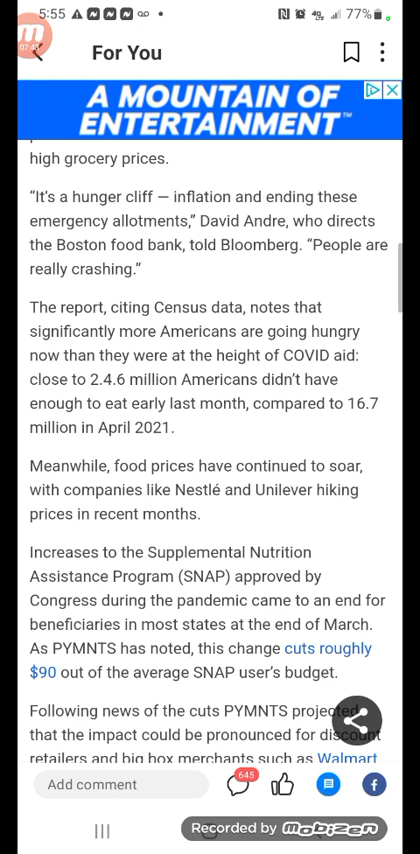 5:55
77%
07:43
For You
A MOUNTAIN OF
ENTERTAINMENT™
high grocery prices.
“It’s a hunger cliff — inflation and ending these
emergency allotments,” David Andre, who directs
the Boston food bank, told Bloomberg. “People are
really crashing.”
The report, citing Census data, notes that
significantly more Americans are going hungry
now than they were at the height of COVID aid:
close to 2.4.6 million Americans didn’t have
enough to eat early last month, compared to 16.7
million in April 2021.
Meanwhile, food prices have continued to soar,
with companies like Nestlé and Unilever hiking
prices in recent months.
Increases to the Supplemental Nutrition
Assistance Program (SNAP) approved by
Congress during the pandemic came to an end for
beneficiaries in most states at the end of March.
As PYMNTS has noted, this change cuts roughly
$90 out of the average SNAP user’s budget.
Following news of the cuts PYMNTS projected
that the impact could be pronounced for discount
retailers and big box merchants such as Walmart
Add comment
645
Recorded by mobizen